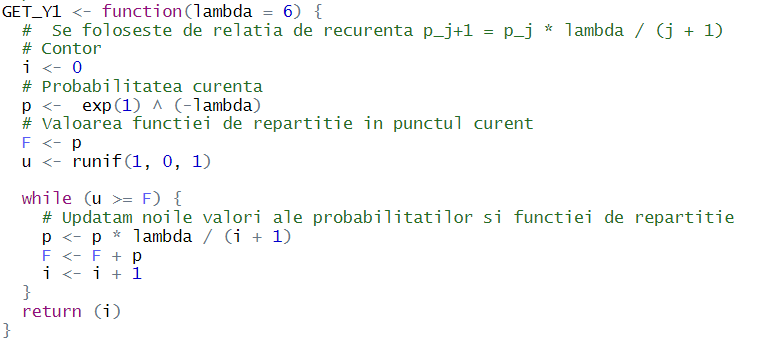 GET_Y1 <- function(lambda = 6) {
  #  Se foloseste de relatia de recurenta p_j+1 = p_j * lambda / (j + 1)
  # Contor
  i <- 0
  # Probabilitatea curenta
  p <-  exp(1) ^ (-lambda)
  # Valoarea functiei de repartitie in punctul curent
  F <- p
  u <- runif(1, 0, 1)

  while (u >= F) {
    # Updatam noile valori ale probabilitatilor si functiei de repartitie
    p <- p * lambda / (i + 1)
    F <- F + p
    i <- i + 1
  }
  return (i)
}